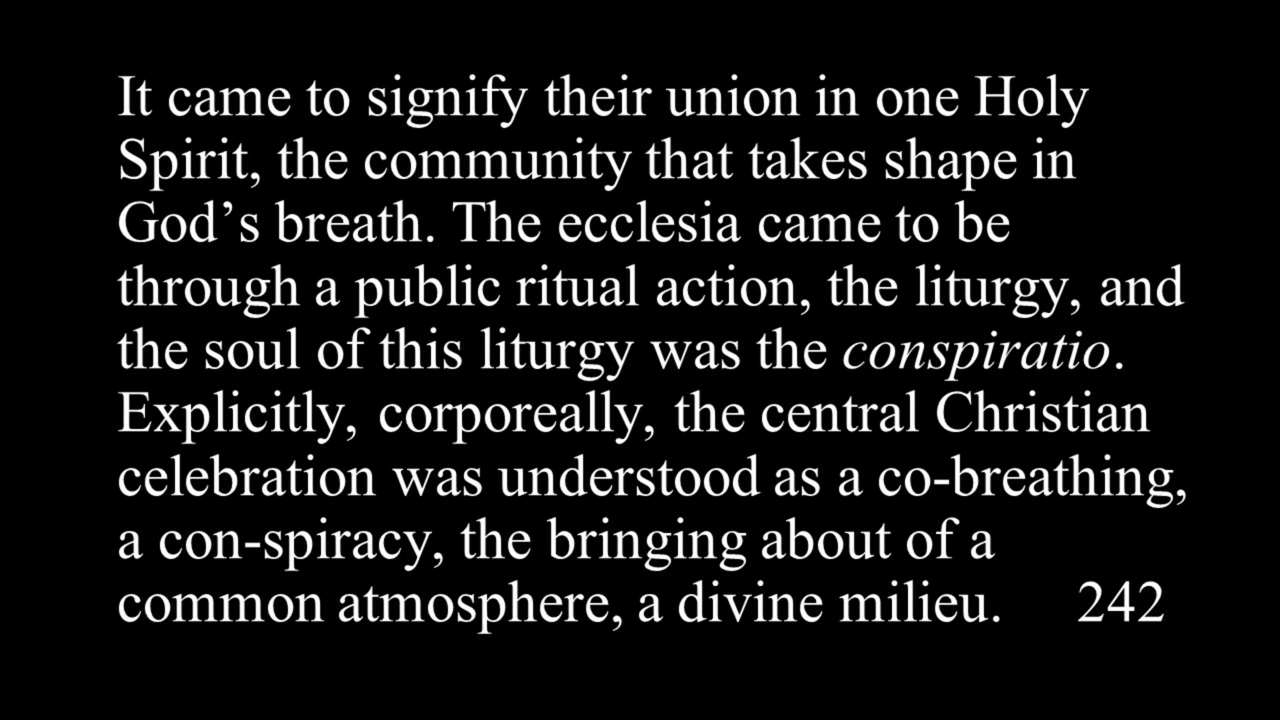 It came to signify their union in one Holy
Spirit, the community that takes shape in
God’s breath. The ecclesia came to be
through a public ritual action, the liturgy, and
the soul of this liturgy was the conspiratio.
Explicitly, corporeally, the central Christian
celebration was understood as a co-breathing,
a con-spiracy, the bringing about of a
common atmosphere, a divine milieu. 242